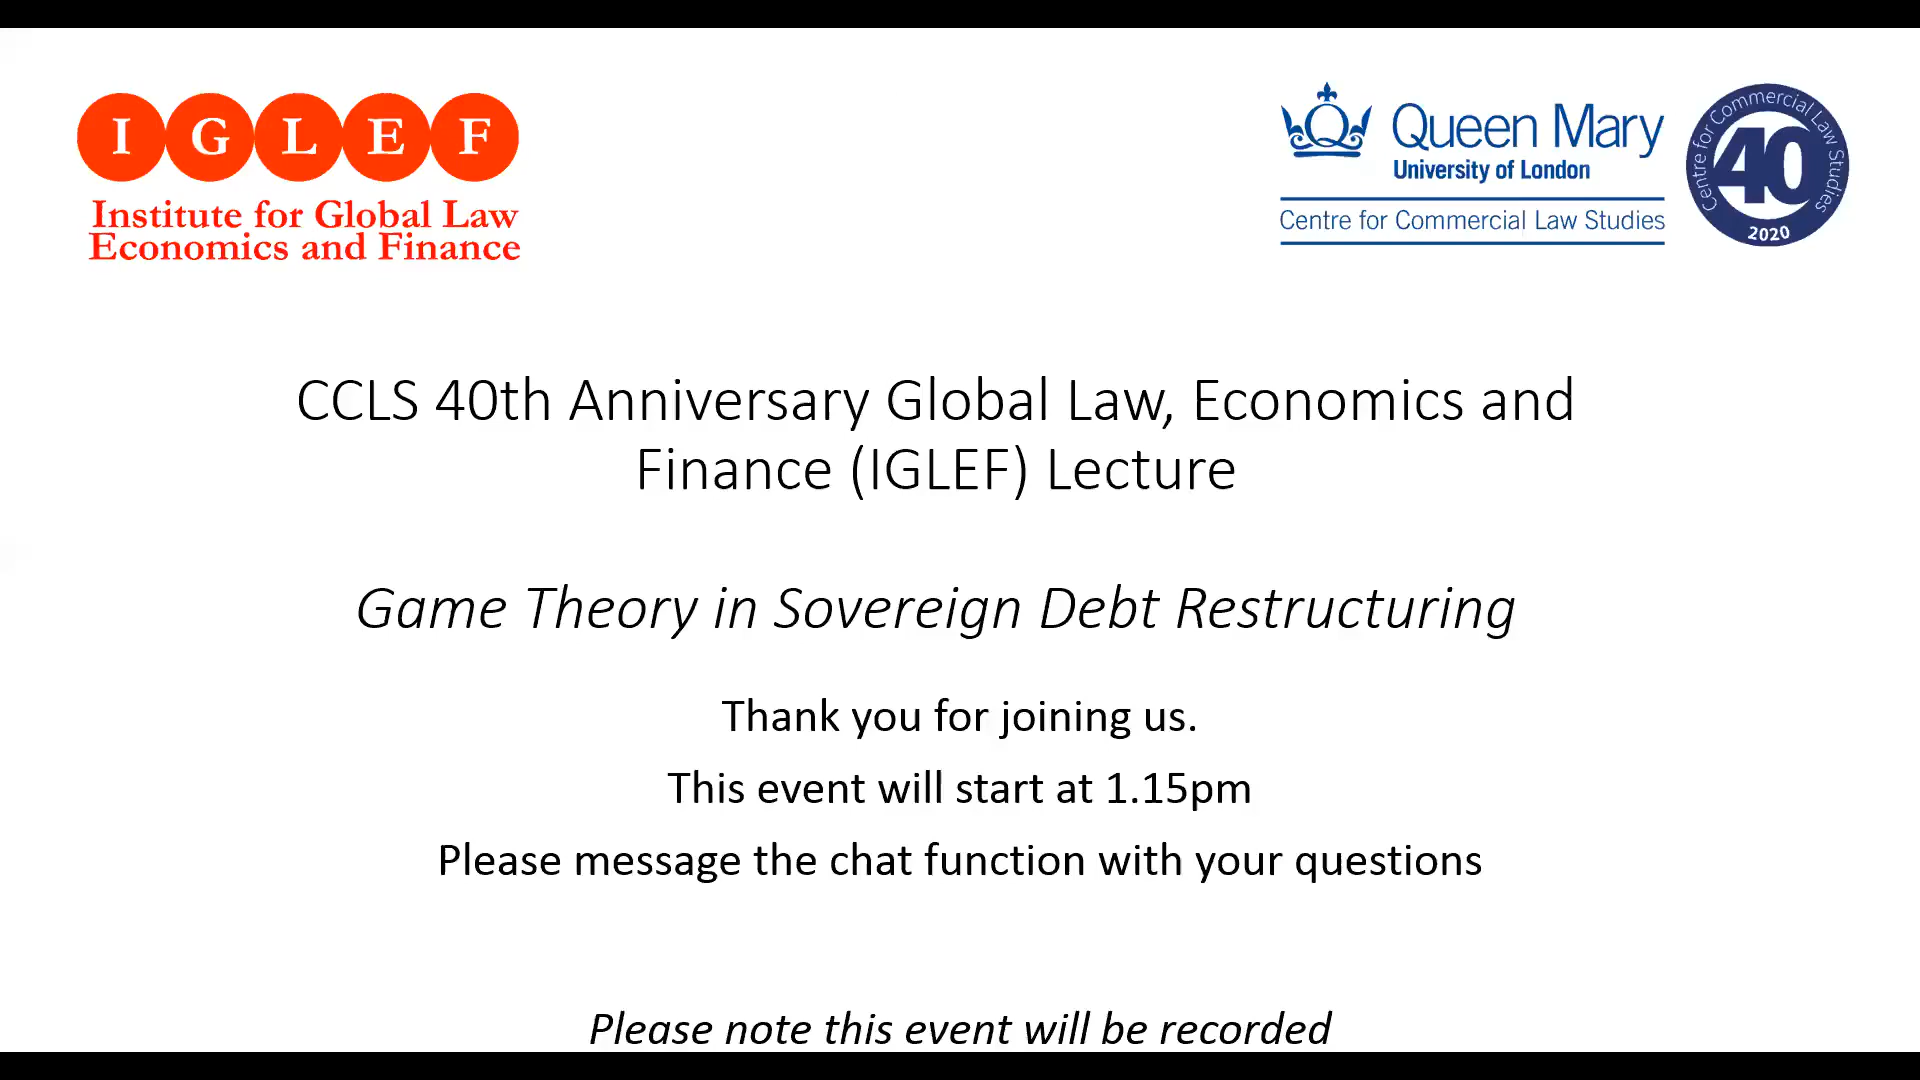 I G L E F
Institute for Global Law
Economics and Finance
Queen Mary
University of London
Centre for Commercial Law Studies
Centre for Commercial Law Studies
40
2020
CCLS 40th Anniversary Global Law, Economics and
Finance (IGLEF) Lecture
Game Theory in Sovereign Debt Restructuring
Thank you for joining us.
This event will start at 1.15pm
Please message the chat function with your questions
Please note this event will be recorded